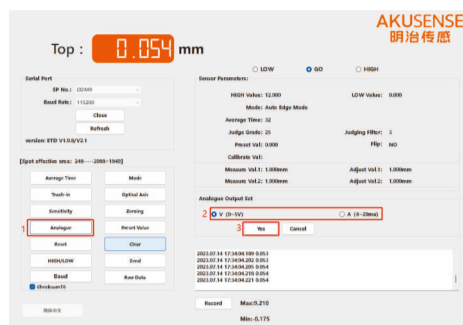 AKUSENSE
明治传感
Top : 0.054 mm
LOW GO HIGH
Serial Port
SP No.: COM9
Baud Rate: 115200
Close
Refresh
version: ETD V1.0.8/V2.1
Sensor Parameters:
HIGH Value: 12.000 LOW Value: 0.000
Mode: Auto Edge Mode
Average Time: 32
Judge Grade: 25 Judging Filter: 3
Preset Val: 0.000 Flip: NO
Calibrate Val:
Measure Val.1: 1.000mm Adjust Val.1: 1.000mm
Measure Val.2: 1.000mm Adjust Val.2: 1.000mm
[Spot effective area: 249----2098-1849]
Average Time Mode
Teach-in Optical Axis
Sensitivity Zeroing
1 Analogue Preset Value
Reset Clear
HIGH/LOW Send
Baud Raw Data
Checksum16
Analogue Output Set
2 V (0~5V) A (4~20ma)
3 Yes Cancel
2023.07.14 17:34:04.199 0.053
2023.07.14 17:34:04.202 0.053
2023.07.14 17:34:04.205 0.054
2023.07.14 17:34:04.218 0.054
2023.07.14 17:34:04.221 0.054
Record Max:9.210
Min:-0.175